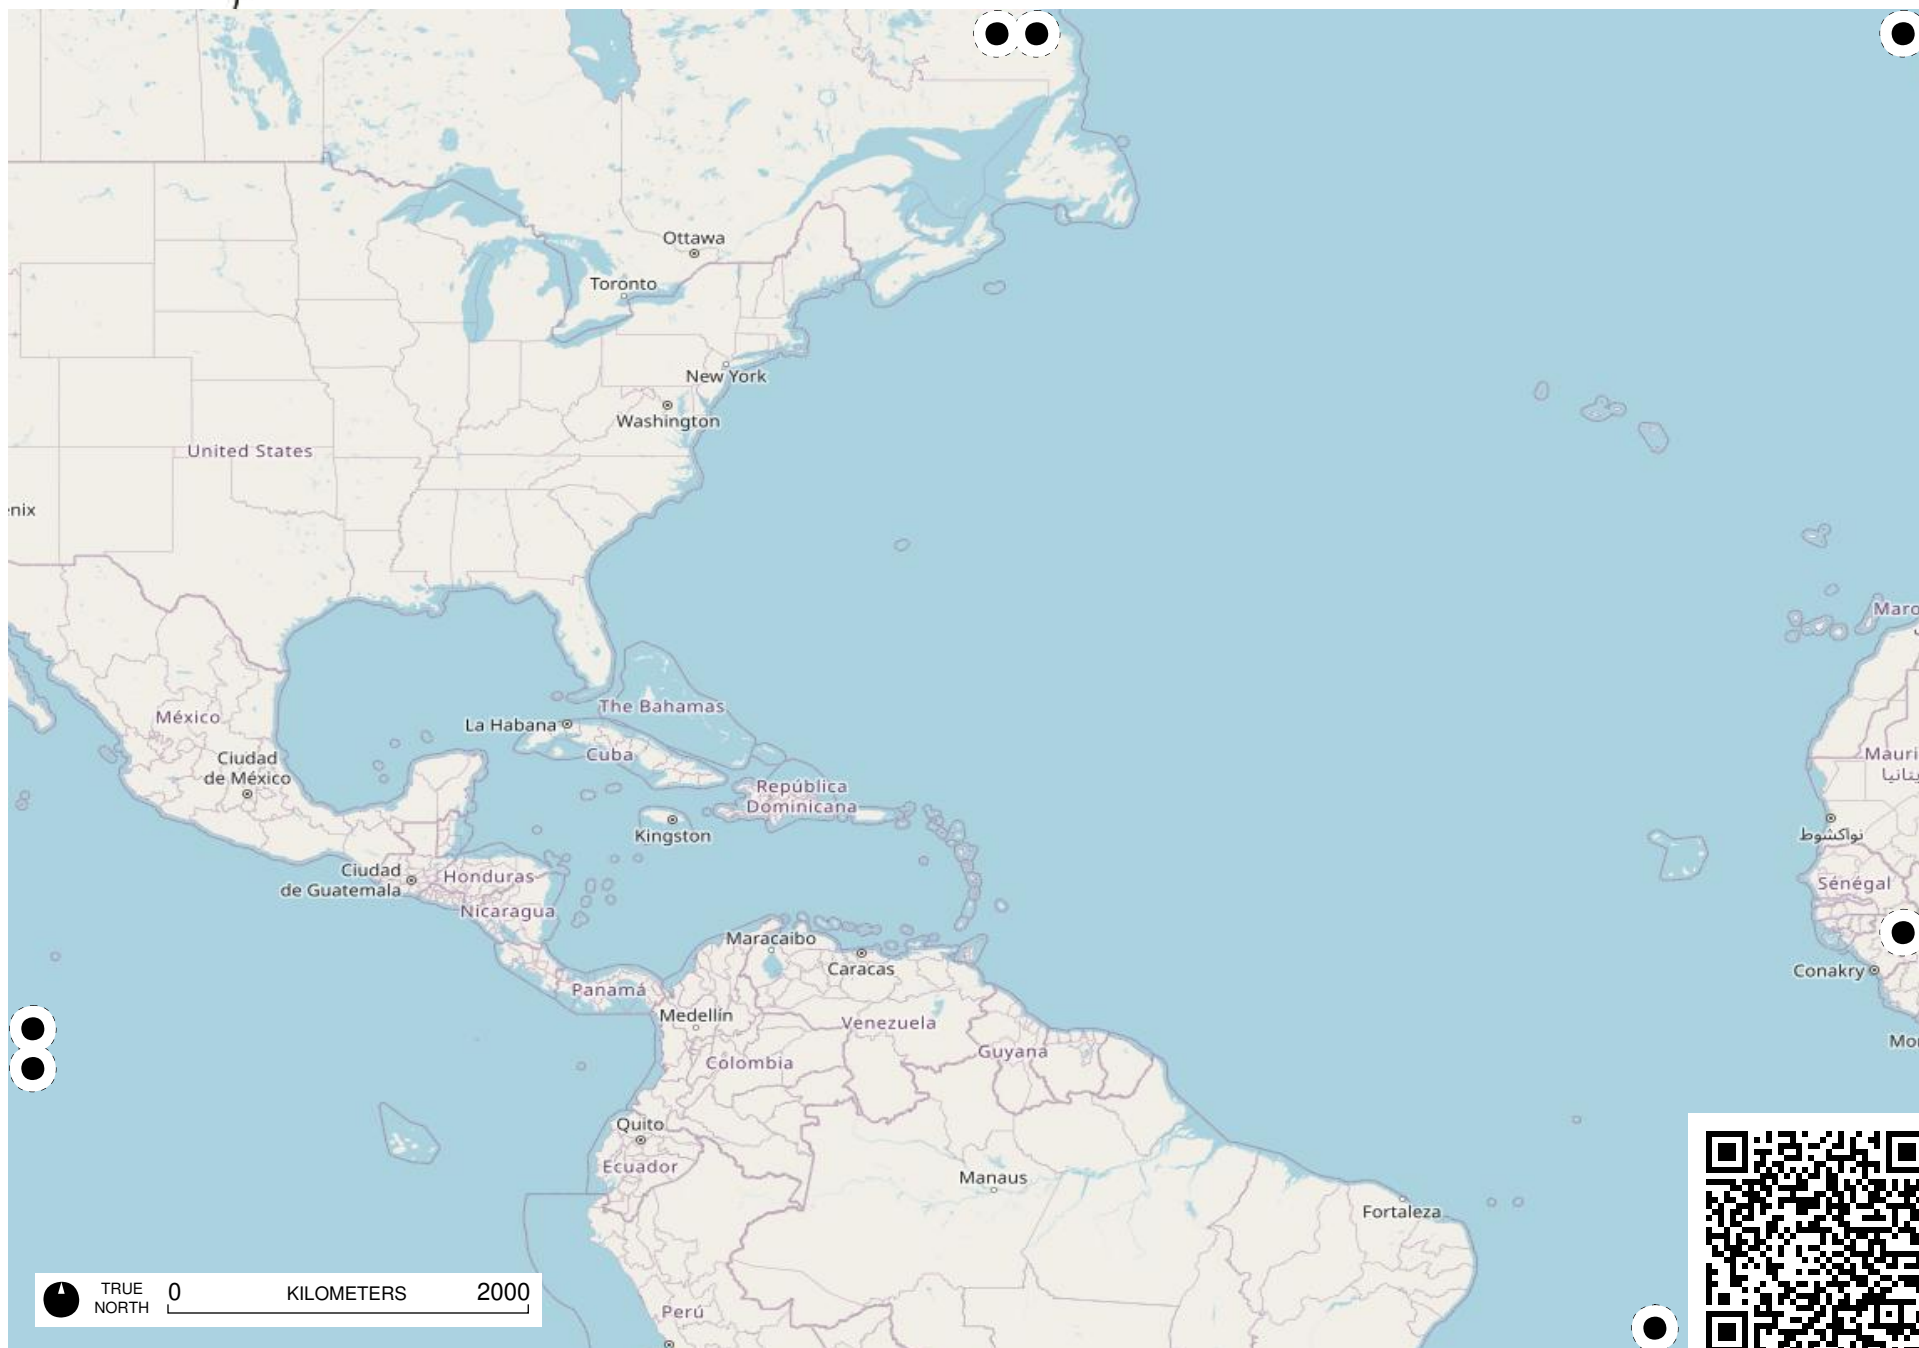 Ottawa
Toronto
New York
Washington
United States
enix
Maro
The Bahamas
México
La Habana
Cuba
Ciudad
de México
Mauri
يتانيا
República
Dominicana
نواكشوط
Kingston
Ciudad
de Guatemala
Honduras
Sénégal
Nicaragua
Maracaibo
Caracas
Conakry
Panamá
Medellín
Venezuela
Mo
Guyana
Colombia
Quito
Ecuador
Manaus
Fortaleza
TRUE
NORTH
0 KILOMETERS 2000
Perú